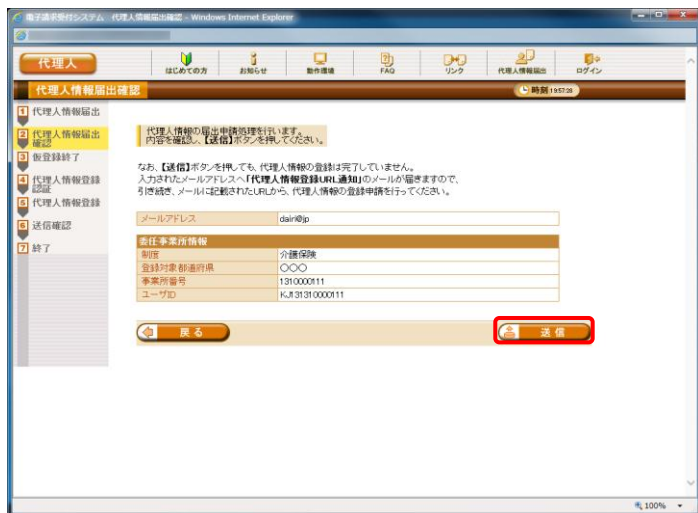 電子請求受付システム 代理人情報届出確認 - Windows Internet Explorer
代理人
はじめての方
お知らせ
動作環境
FAQ
リンク
代理人情報届出
ログイン
代理人情報届出確認
時刻 19:57:28
1 代理人情報届出
2 代理人情報届出
確認
3 仮登録終了
4 代理人情報登録
認証
5 代理人情報登録
6 送信確認
7 終了
代理人情報の届出申請処理を行います。
内容を確認し、【送信】ボタンを押してください。
なお、【送信】ボタンを押しても、代理人情報の登録は完了していません。
入力されたメールアドレスへ「代理人情報登録URL通知」のメールが届きますので、
引き続き、メールに記載されたURLから、代理人情報の登録申請を行ってください。
メールアドレス dairi@jp
委任事業所情報
制度 介護保険
登録対象都道府県 〇〇〇
事業所番号 1310000111
ユーザID KJ131310000111
戻る
送信
100%